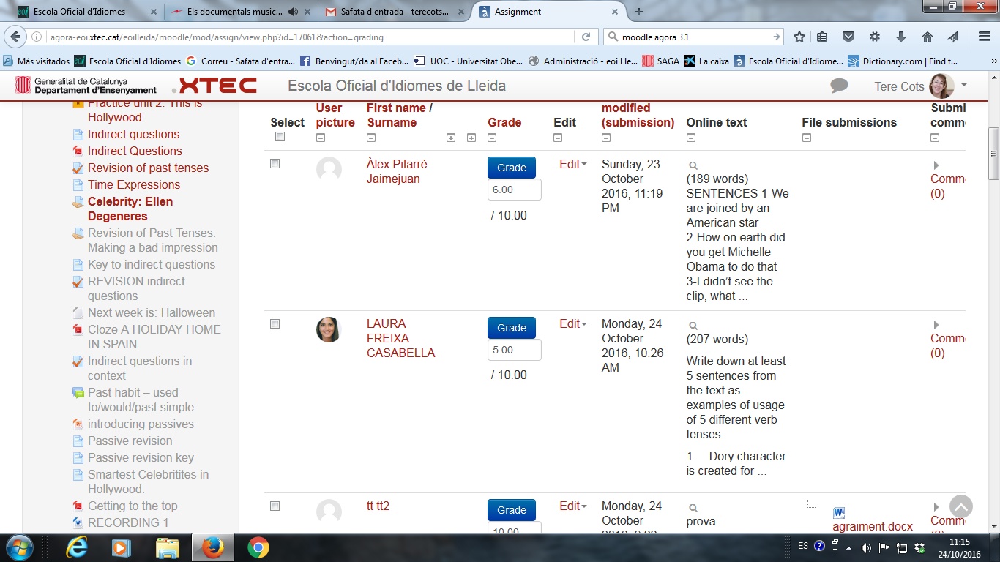 Escola Oficial d'Idiomes
Els documentals music...
Safata d'entrada - terecots...
Assignment
agora-eoi.xtec.cat/eoilleida/moodle/mod/assign/view.php?id=17061&action=grading
moodle agora 3.1
Más visitados
Escola Oficial d'Idiomes
Correu - Safata d'entra...
Benvingut/da al Faceb...
UOC - Universitat Obe...
Administració - eoi Lle...
SAGA
La caixa
Escola Oficial d'Idiome...
Dictionary.com | Find t...
Generalitat de Catalunya
Departament d'Ensenyament
XTEC
Escola Oficial d'Idiomes de Lleida
Tere Cots
Practice unit 2: This is
Hollywood
Indirect questions
Indirect Questions
Revision of past tenses
Time Expressions
Celebrity: Ellen
Degeneres
Revision of Past Tenses:
Making a bad impression
Key to indirect questions
REVISION indirect
questions
Next week is: Halloween
Cloze A HOLIDAY HOME
IN SPAIN
Indirect questions in
context
Past habit – used
to/would/past simple
introducing passives
Passive revision
Passive revision key
Smartest Celebritites in
Hollywood.
Getting to the top
RECORDING 1
Select
User
picture
First name /
Surname
Grade
Edit
modified
(submission)
Online text
File submissions
Submi
comm
Àlex Pifarré
Jaimejuan
Grade
6.00
/ 10.00
Edit
Sunday, 23
October
2016, 11:19
PM
(189 words)
SENTENCES 1-We
are joined by an
American star
2-How on earth did
you get Michelle
Obama to do that
3-I didn't see the
clip, what ...
Comm
(0)
LAURA
FREIXA
CASABELLA
Grade
5.00
/ 10.00
Edit
Monday, 24
October
2016, 10:26
AM
(207 words)
Write down at least
5 sentences from
the text as
examples of usage
of 5 different verb
tenses.
1. Dory character
is created for ...
Comm
(0)
tt tt2
Grade
10.00
Edit
Monday, 24
October
prova
agraiment.docx
Comm
ES
11:15
24/10/2016